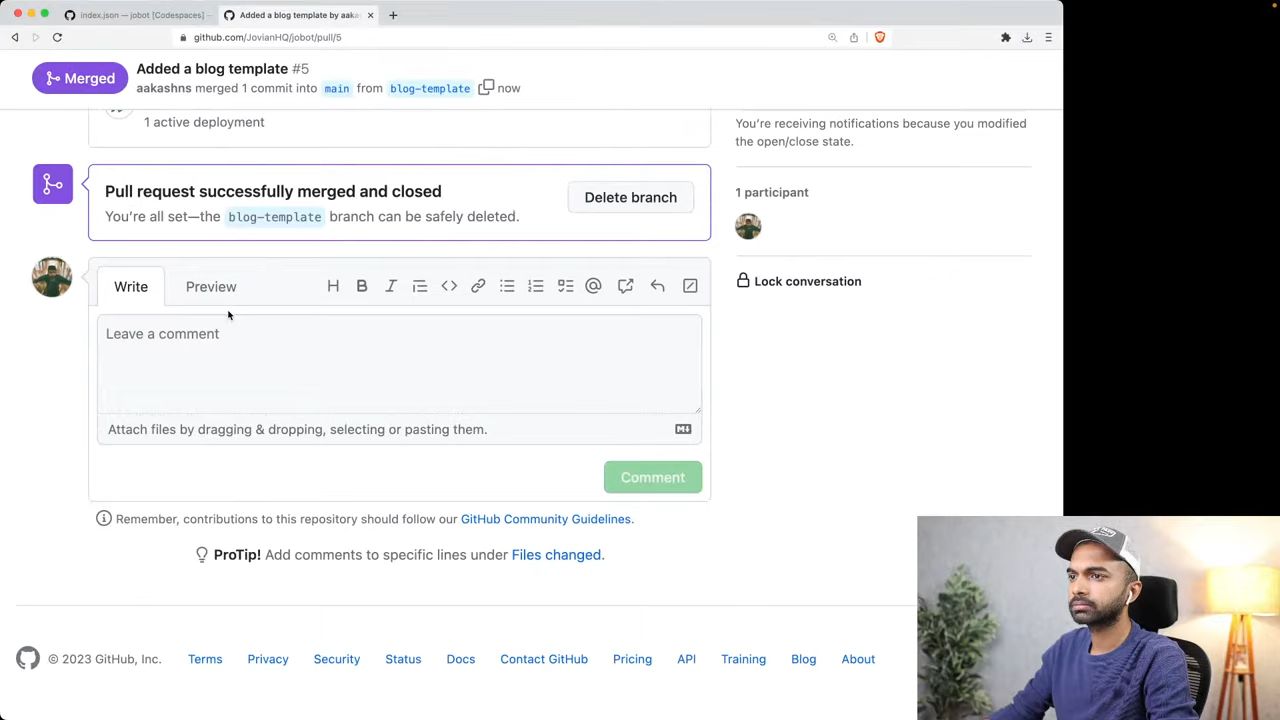 index.json — jobot [Codespaces]
Added a blog template by aakas
github.com/JovianHQ/jobot/pull/5
Merged
Added a blog template #5
aakashns merged 1 commit into main from blog-template now
1 active deployment
You're receiving notifications because you modified
the open/close state.
Pull request successfully merged and closed
You're all set—the blog-template branch can be safely deleted.
Delete branch
1 participant
Lock conversation
Write
Preview
Leave a comment
Attach files by dragging & dropping, selecting or pasting them.
Comment
Remember, contributions to this repository should follow our GitHub Community Guidelines.
ProTip! Add comments to specific lines under Files changed.
© 2023 GitHub, Inc.
Terms
Privacy
Security
Status
Docs
Contact GitHub
Pricing
API
Training
Blog
About